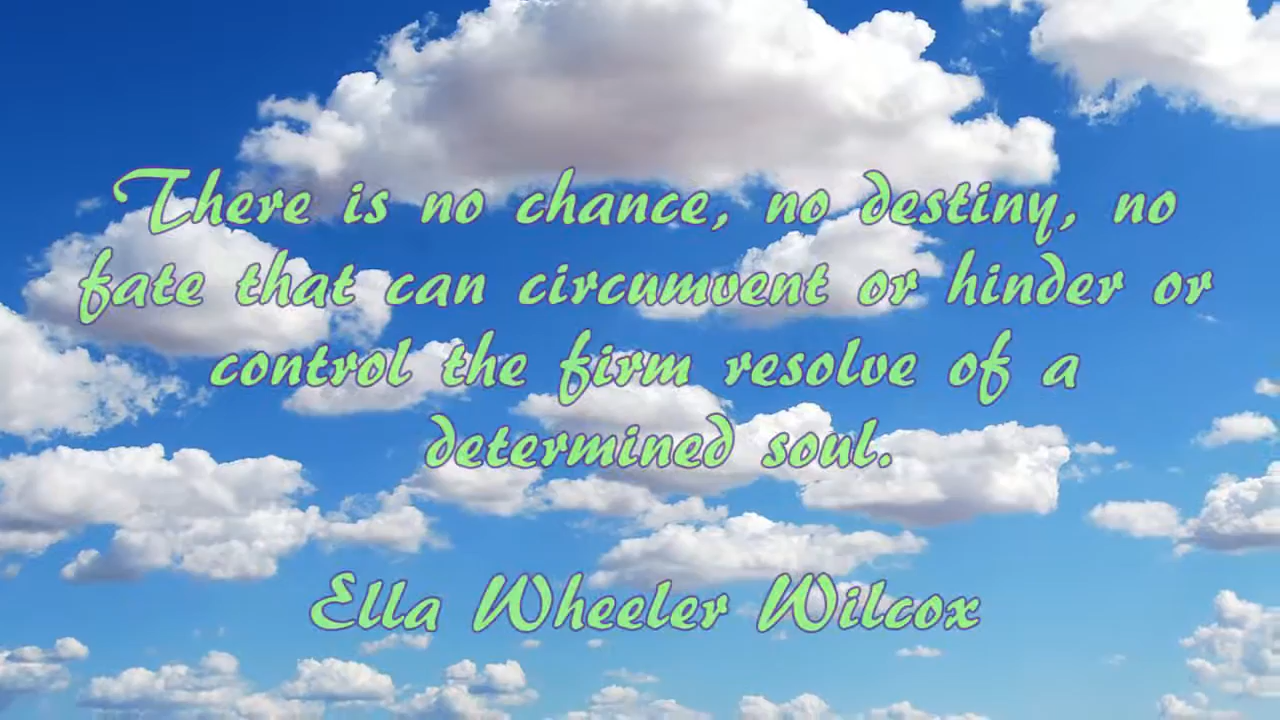 There is no chance, no destiny, no
fate that can circumvent or hinder or
control the firm resolve of a
determined soul.
Ella Wheeler Wilcox